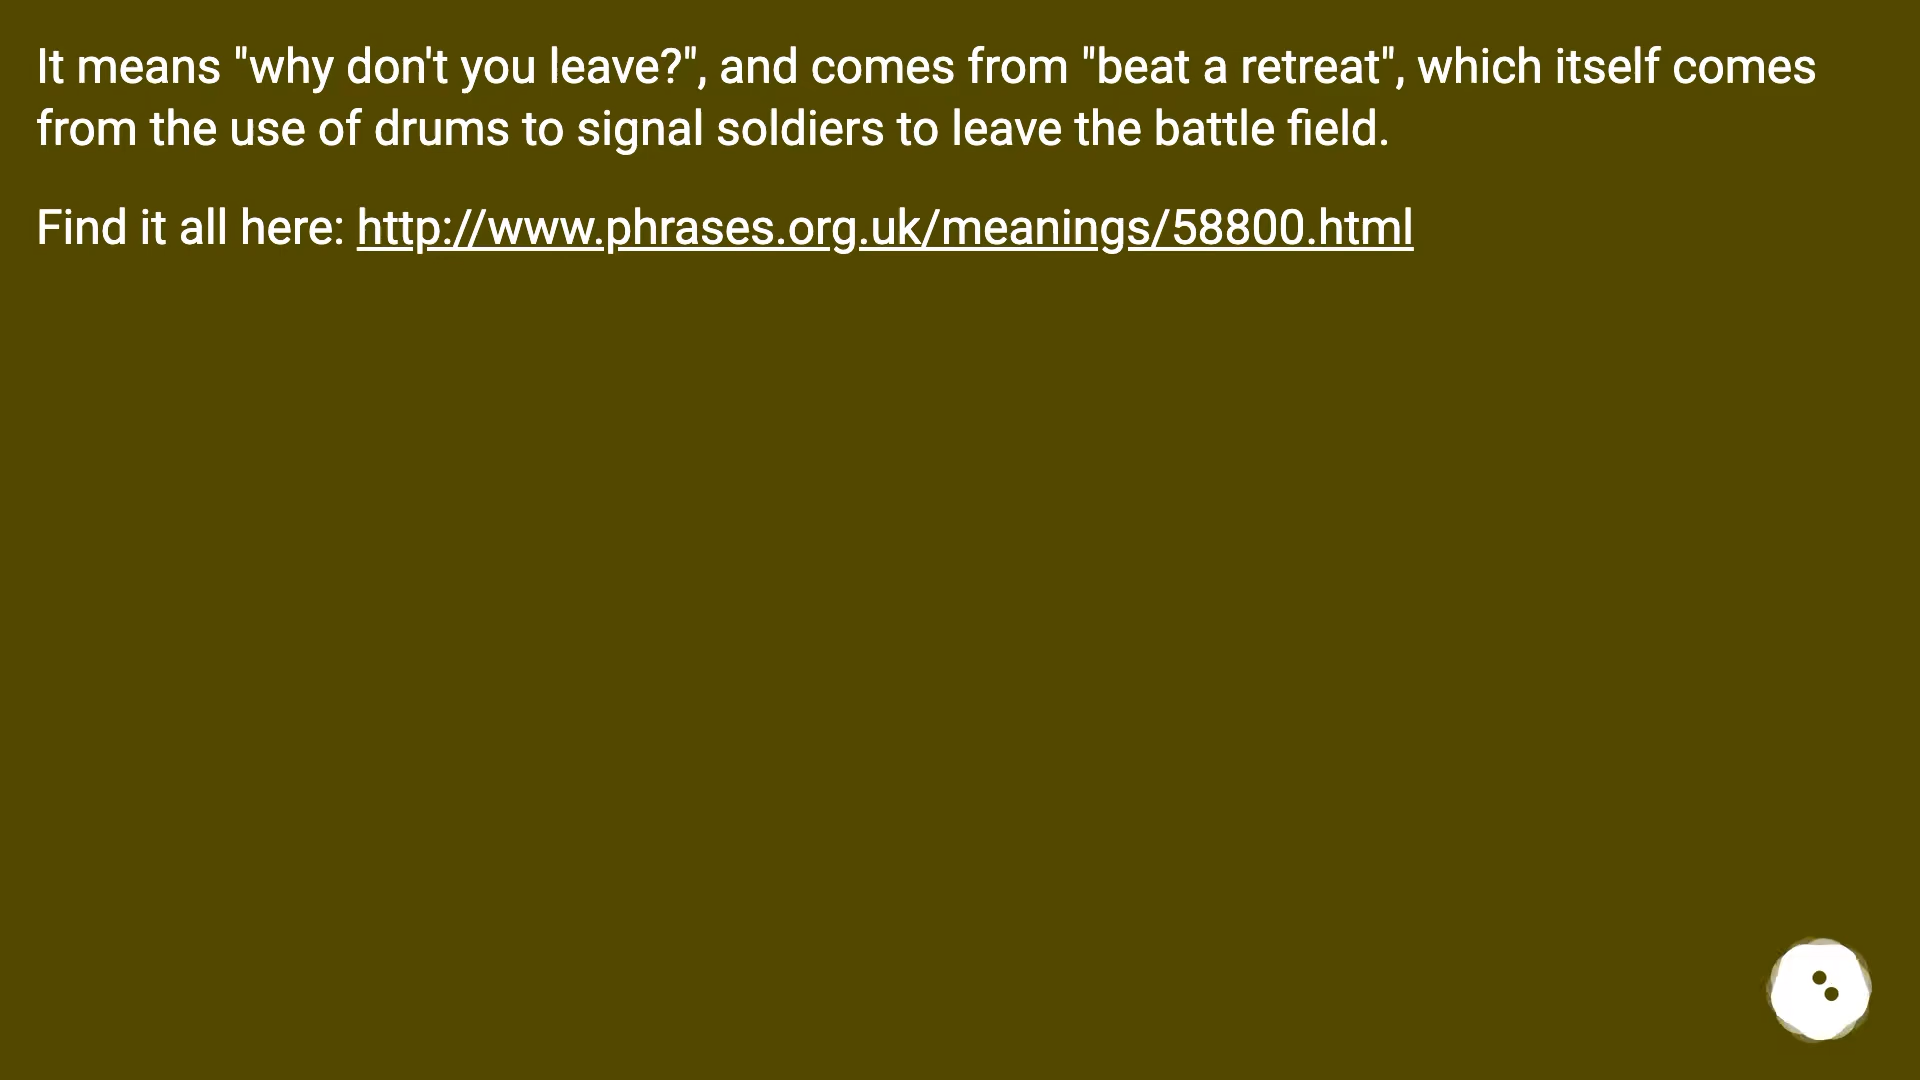 It means "why don't you leave?", and comes from "beat a retreat", which itself comes
from the use of drums to signal soldiers to leave the battle field.
Find it all here: http://www.phrases.org.uk/meanings/58800.html